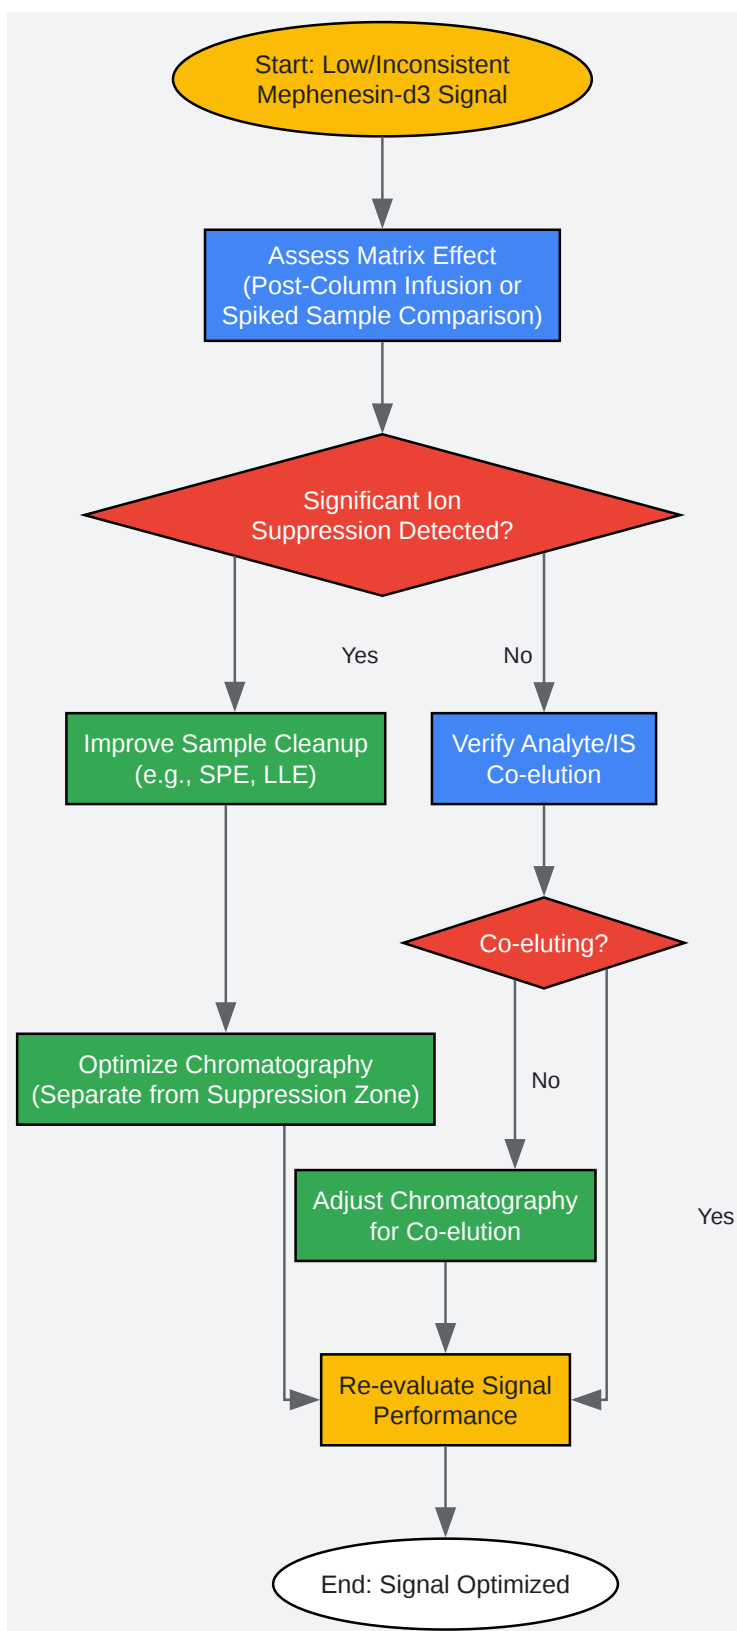 Start: Low/Inconsistent
Mephenesin-d3 Signal
Assess Matrix Effect
(Post-Column Infusion or
Spiked Sample Comparison)
Significant Ion
Suppression Detected?
Yes
No
Improve Sample Cleanup
(e.g., SPE, LLE)
Verify Analyte/IS
Co-elution
Co-eluting?
Optimize Chromatography
(Separate from Suppression Zone)
No
Adjust Chromatography
for Co-elution
Yes
Re-evaluate Signal
Performance
End: Signal Optimized